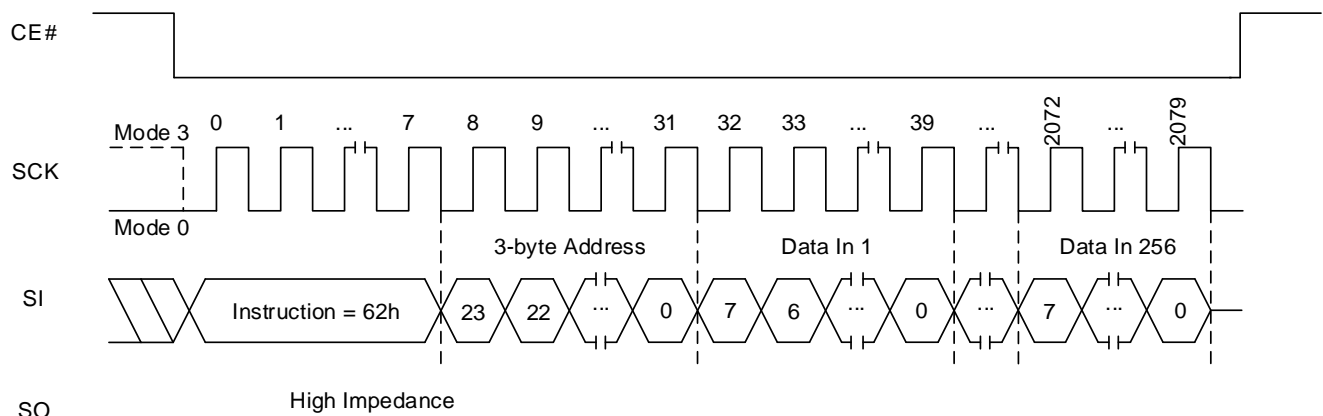 CE#
0 1 ... 7 8 9 ... 31 32 33 ... 39 ... 2072 ... 2079
Mode 3
SCK
Mode 0
3-byte Address Data In 1 Data In 256
SI
Instruction = 62h 23 22 ... 0 7 6 ... 0 ... 7 ... 0
High Impedance
SO